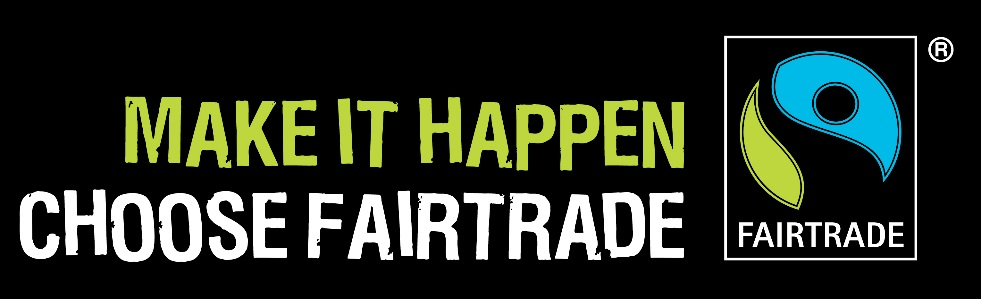 MAKE IT HAPPEN
CHOOSE FAIRTRADE
FAIRTRADE
®